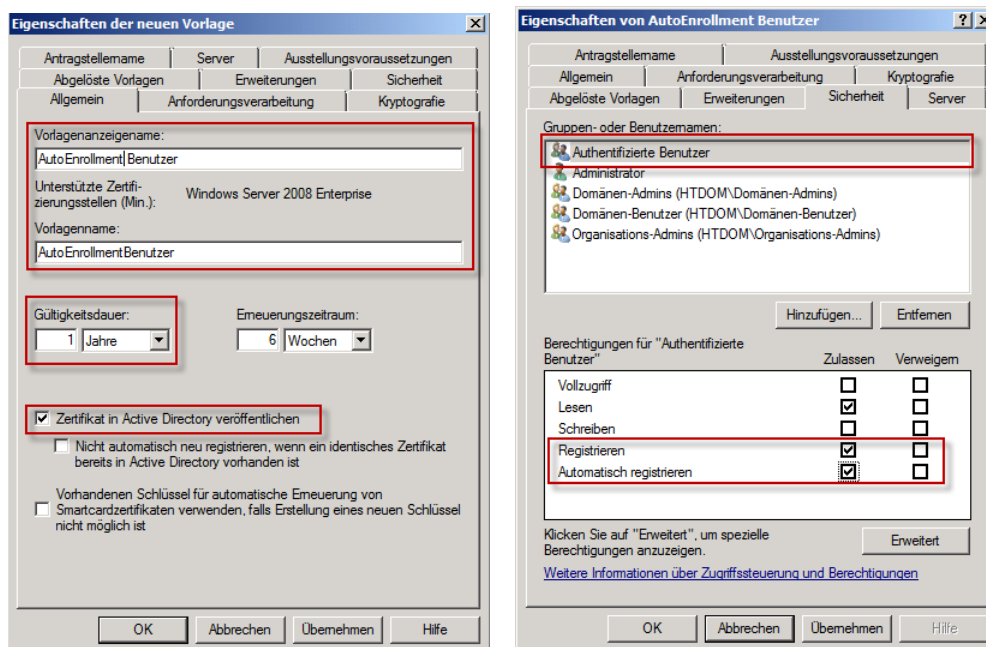 Eigenschaften der neuen Vorlage
Antragstellername Server Ausstellungsvoraussetzungen
Abgelöste Vorlagen Erweiterungen Sicherheit
Allgemein Anforderungsverarbeitung Kryptografie
Vorlagenanzeigename:
AutoEnrollment Benutzer
Unterstützte Zertifi-
zierungsstellen (Min.): Windows Server 2008 Enterprise
Vorlagenname:
AutoEnrollmentBenutzer
Gültigkeitsdauer: Erneuerungszeitraum:
1 Jahre 6 Wochen
Zertifikat in Active Directory veröffentlichen
Nicht automatisch neu registrieren, wenn ein identisches Zertifikat
bereits in Active Directory vorhanden ist
Vorhandenen Schlüssel für automatische Erneuerung von
Smartcardzertifikaten verwenden, falls Erstellung eines neuen Schlüssel
nicht möglich ist
OK Abbrechen Übernehmen Hilfe
Eigenschaften von AutoEnrollment Benutzer
Antragstellername Ausstellungsvoraussetzungen
Allgemein Anforderungsverarbeitung Kryptografie
Abgelöste Vorlagen Erweiterungen Sicherheit Server
Gruppen- oder Benutzernamen:
Authentifizierte Benutzer
Administrator
Domänen-Admins (HTDOM\Domänen-Admins)
Domänen-Benutzer (HTDOM\Domänen-Benutzer)
Organisations-Admins (HTDOM\Organisations-Admins)
Hinzufügen... Entfernen
Berechtigungen für "Authentifizierte
Benutzer" Zulassen Verweigern
Vollzugriff
Lesen
Schreiben
Registrieren
Automatisch registrieren
Klicken Sie auf "Erweitert", um spezielle
Berechtigungen anzuzeigen. Erweitert
Weitere Informationen über Zugriffssteuerung und Berechtigungen
OK Abbrechen Übernehmen Hilfe